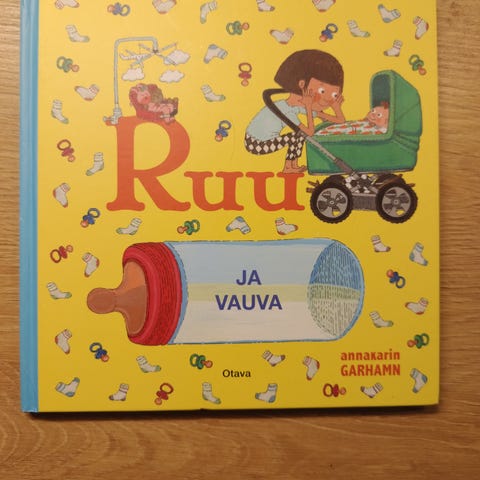 Ruu
JA
VAUVA
annakarin
GARHAMN
Otava